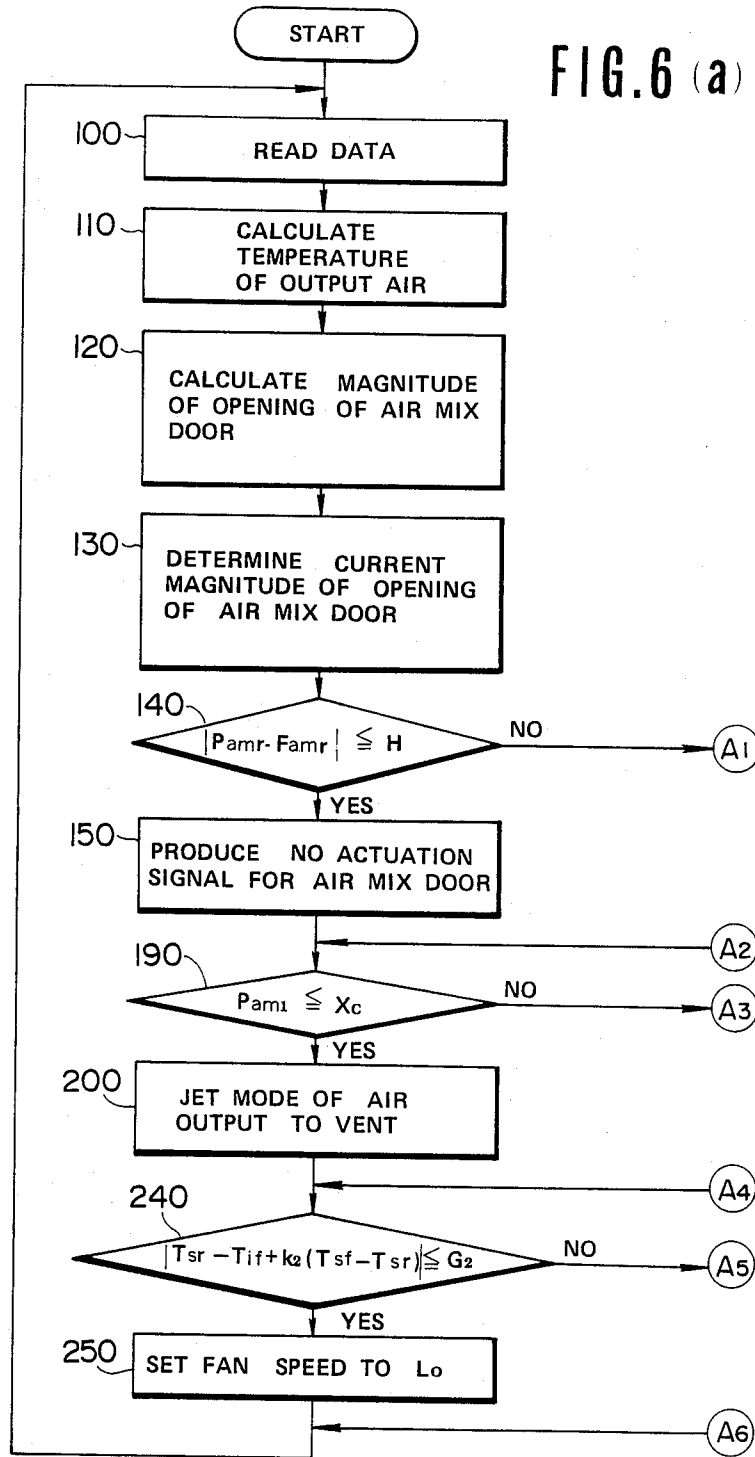 START
FIG.6 (a)
100
READ DATA
110
CALCULATE
TEMPERATURE
OF OUTPUT AIR
120
CALCULATE MAGNITUDE
OF OPENING OF AIR MIX
DOOR
130
DETERMINE CURRENT
MAGNITUDE OF OPENING
OF AIR MIX DOOR
140
|Pamr-Famr| ≦ H
NO
A1
YES
150
PRODUCE NO ACTUATION
SIGNAL FOR AIR MIX DOOR
A2
190
Pam1 ≦ Xc
NO
A3
YES
200
JET MODE OF AIR
OUTPUT TO VENT
A4
240
|Tsr-Tif+k2(Tsf-Tsr)|≦G2
NO
A5
YES
250
SET FAN SPEED TO Lo
A6